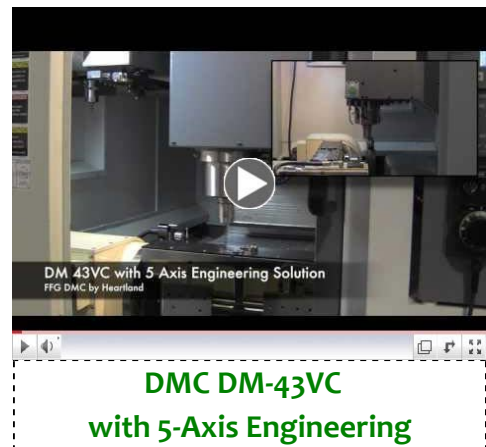 DM 43VC with 5 Axis Engineering Solution
FFG DMC by Heartland
DMC DM-43VC
with 5-Axis Engineering